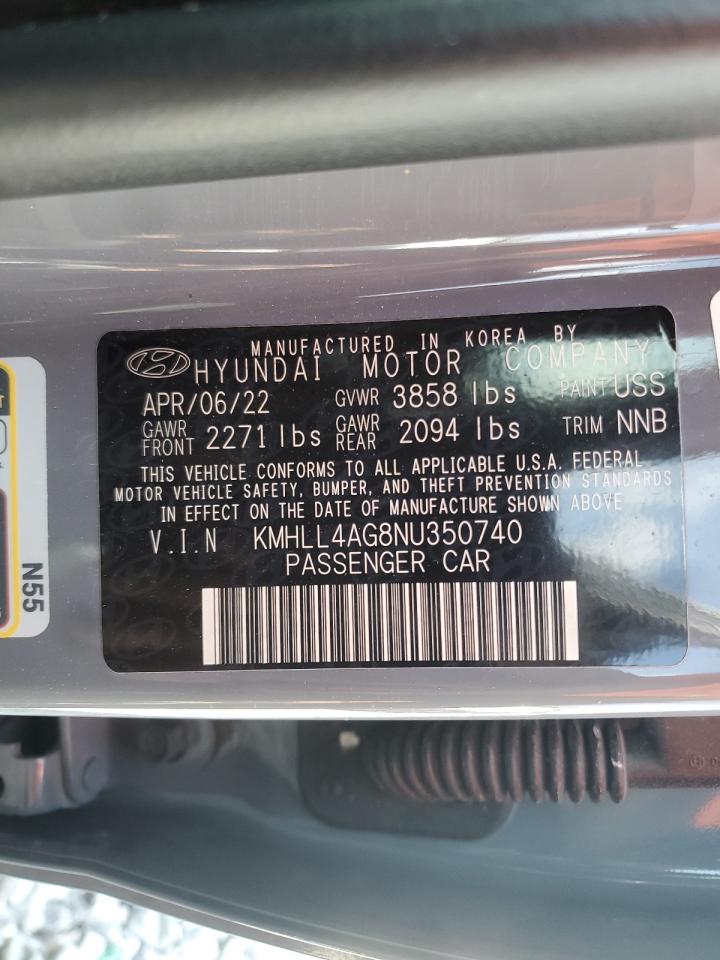 MANUFACTURED IN KOREA BY
HYUNDAI MOTOR COMPANY
APR/06/22 GVWR 3858 lbs PAINT USS
GAWR FRONT 2271 lbs GAWR REAR 2094 lbs TRIM NNB
THIS VEHICLE CONFORMS TO ALL APPLICABLE U.S.A. FEDERAL
MOTOR VEHICLE SAFETY, BUMPER, AND THEFT PREVENTION STANDARDS
IN EFFECT ON THE DATE OF MANUFACTURE SHOWN ABOVE
V.I.N KMHLL4AG8NU350740
PASSENGER CAR
N55